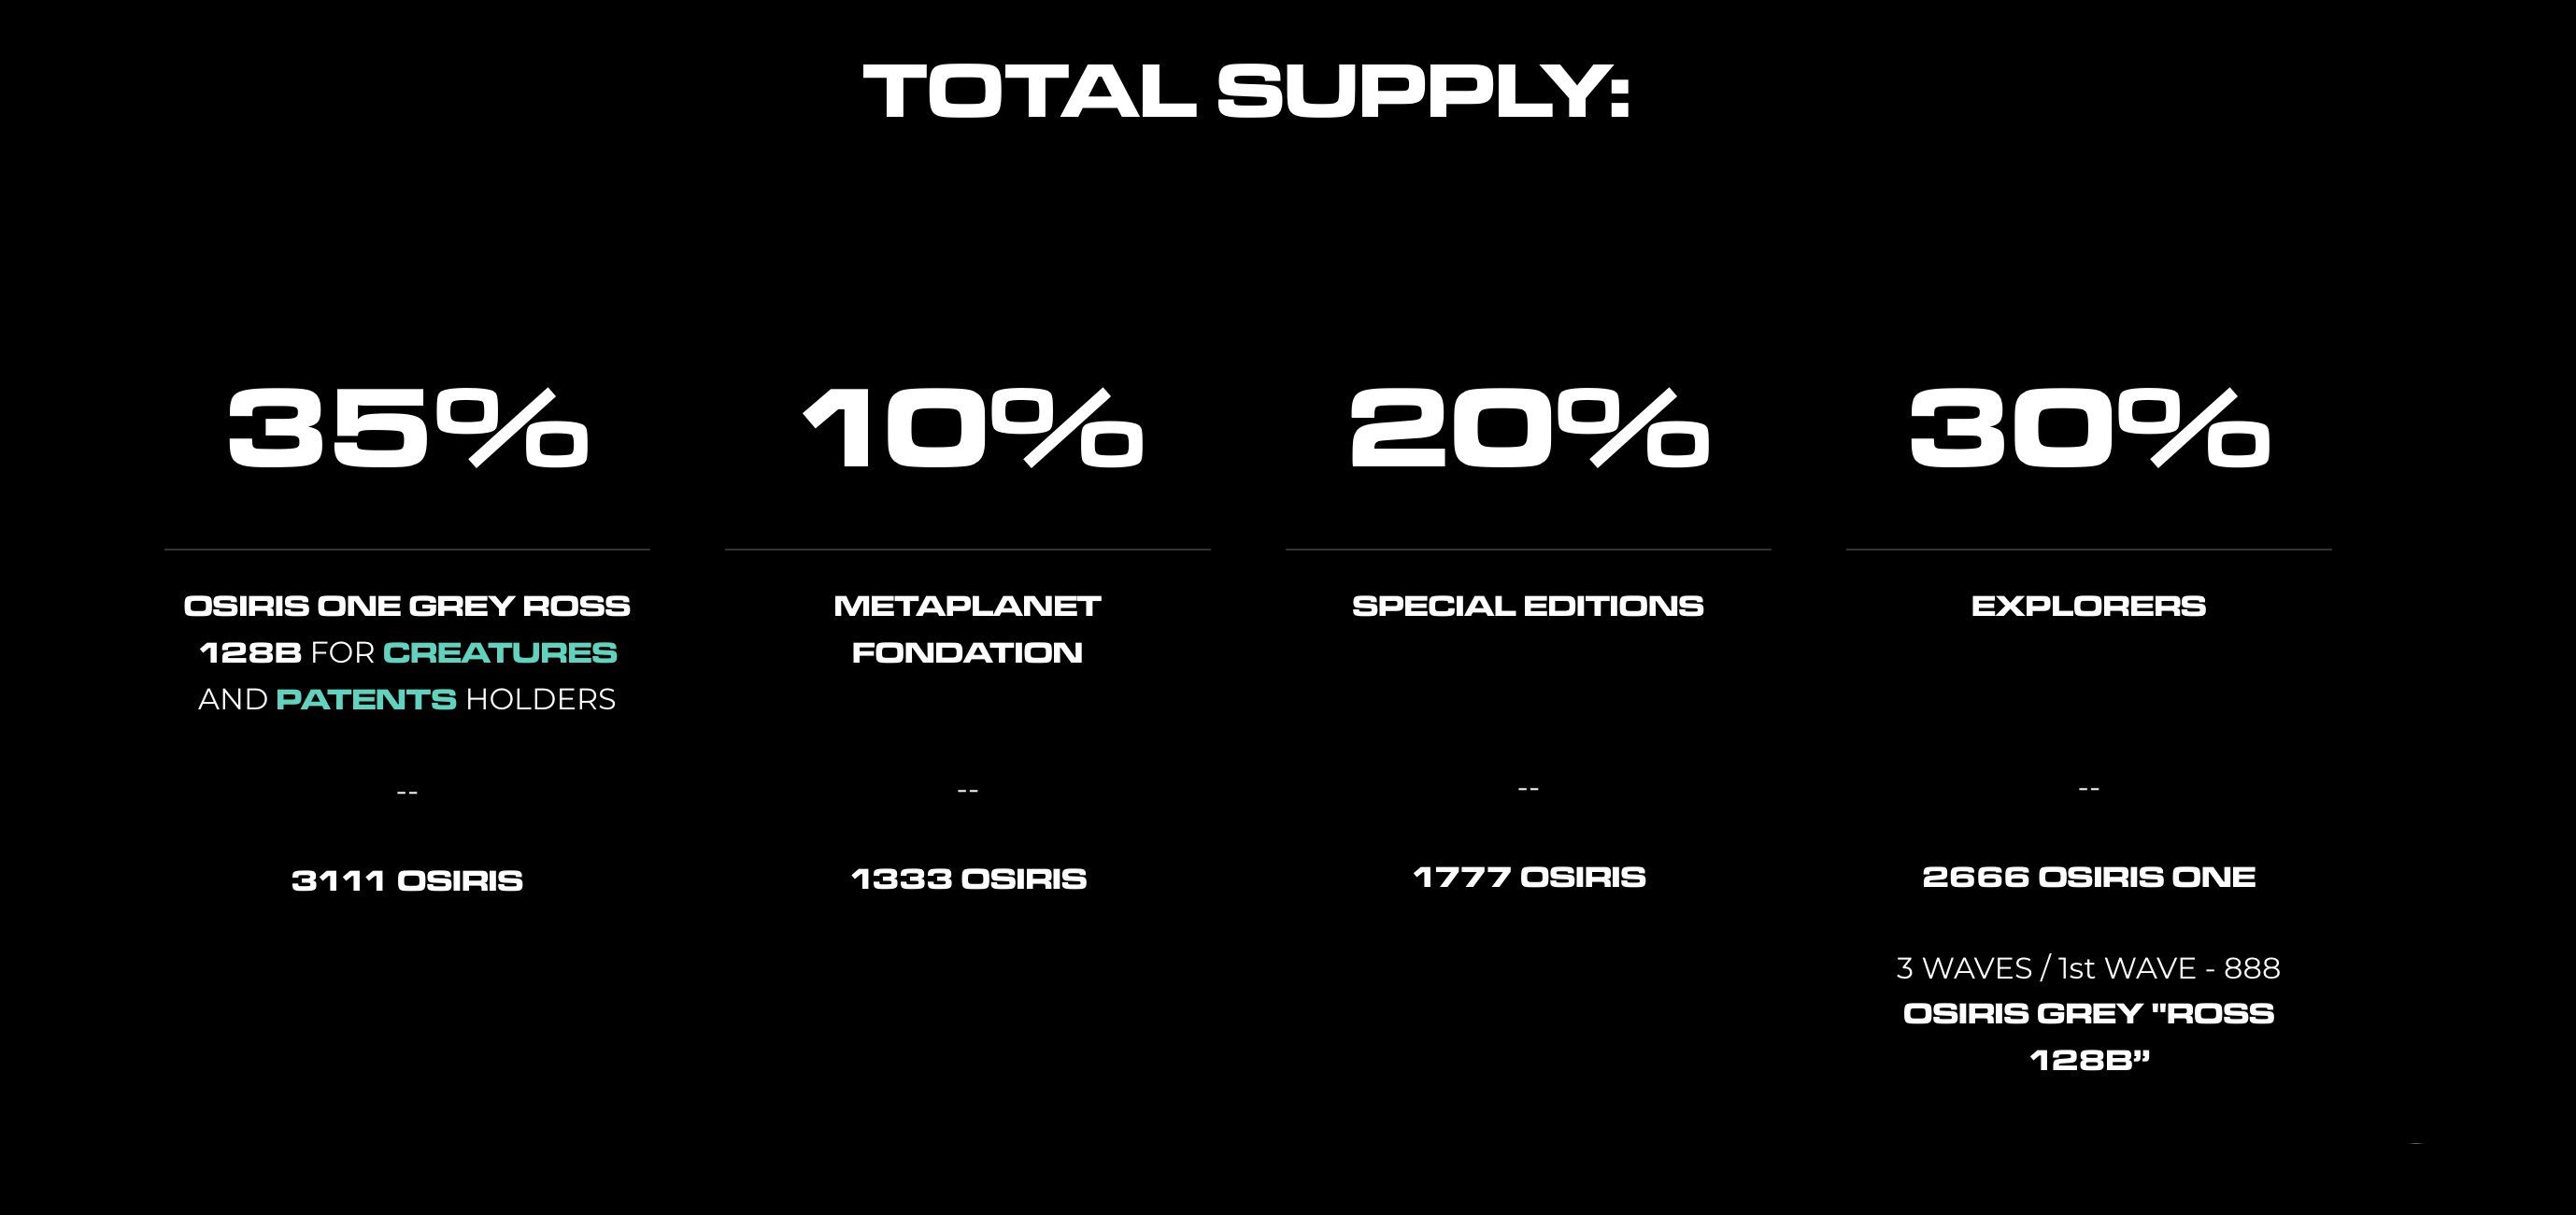 TOTAL SUPPLY:
35%
OSIRIS ONE GREY ROSS
128B FOR CREATURES
AND PATENTS HOLDERS
--
3111 OSIRIS
10%
METAPLANET
FONDATION
--
1333 OSIRIS
20%
SPECIAL EDITIONS
--
1777 OSIRIS
30%
EXPLORERS
--
2666 OSIRIS ONE
3 WAVES / 1st WAVE - 888
OSIRIS GREY "ROSS
128B”